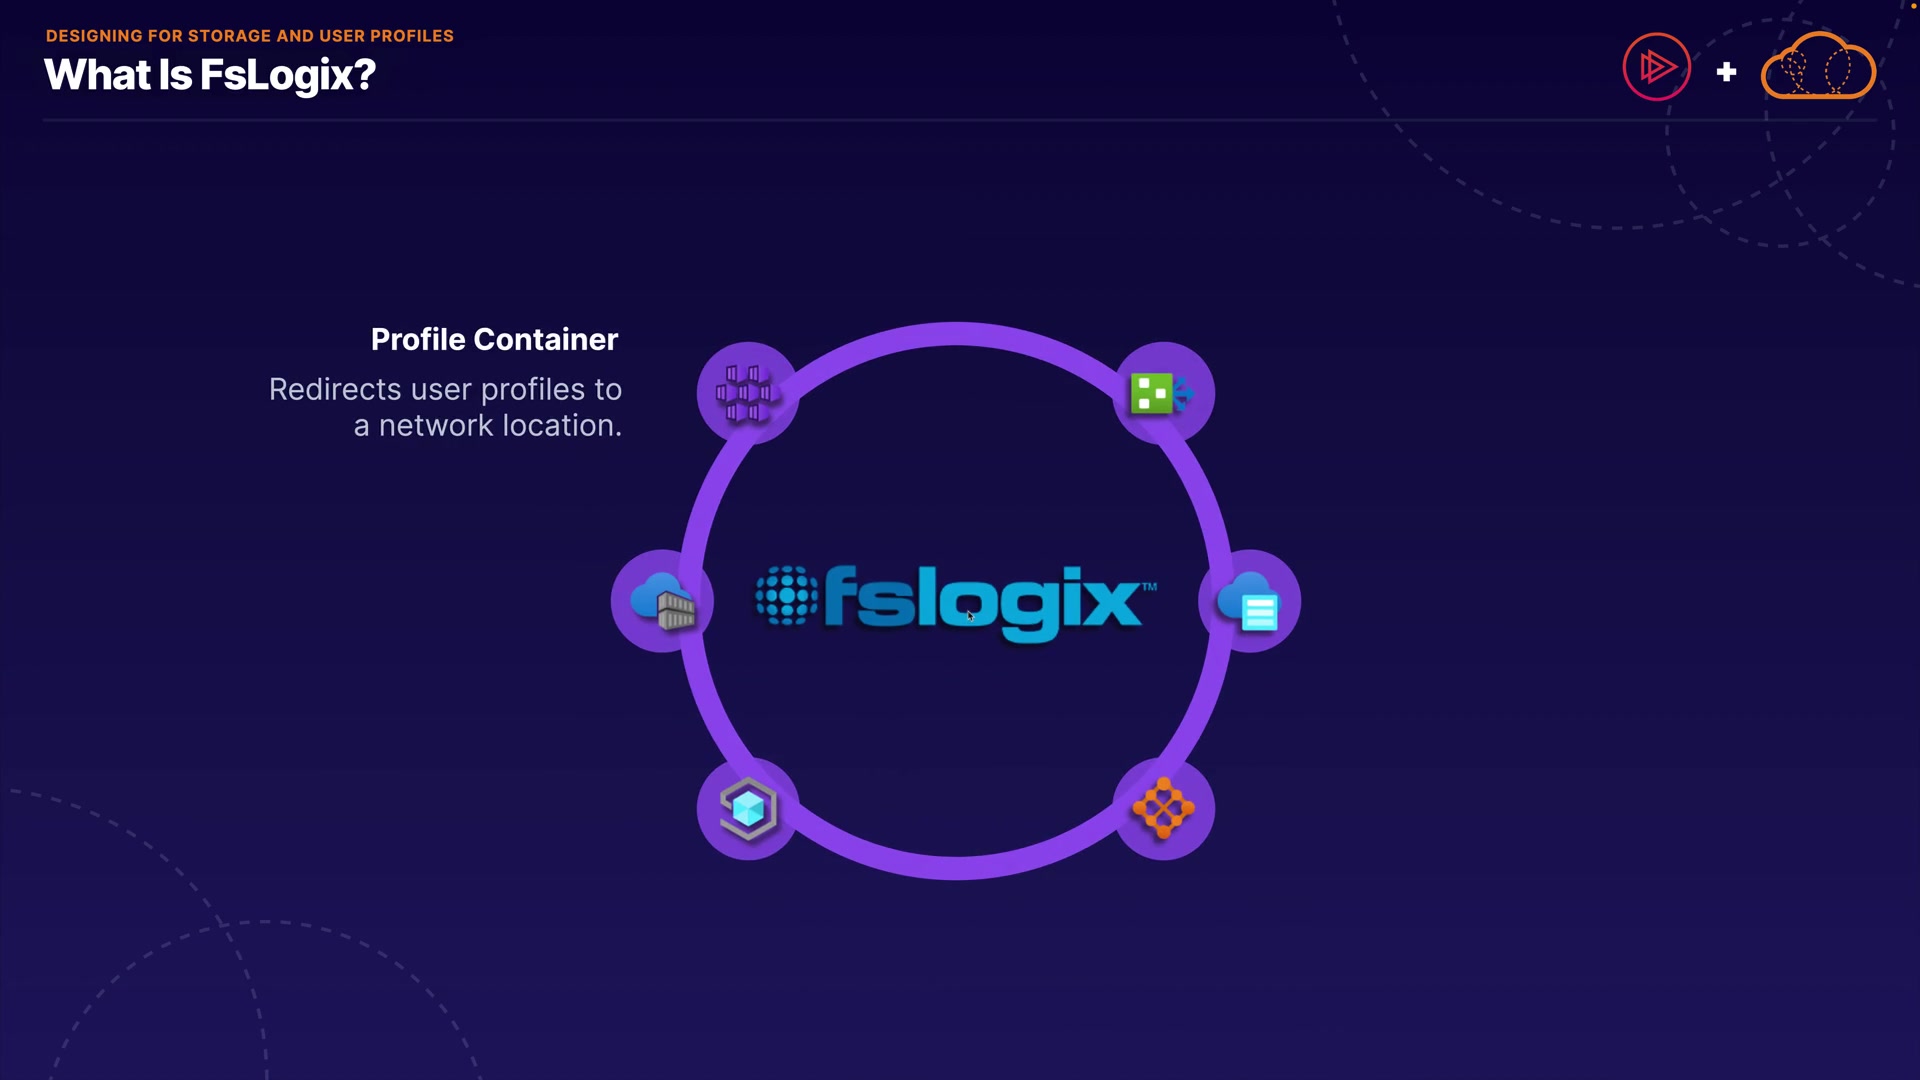 DESIGNING FOR STORAGE AND USER PROFILES
What Is FsLogix?
Profile Container
Redirects user profiles to
a network location.
fslogix™